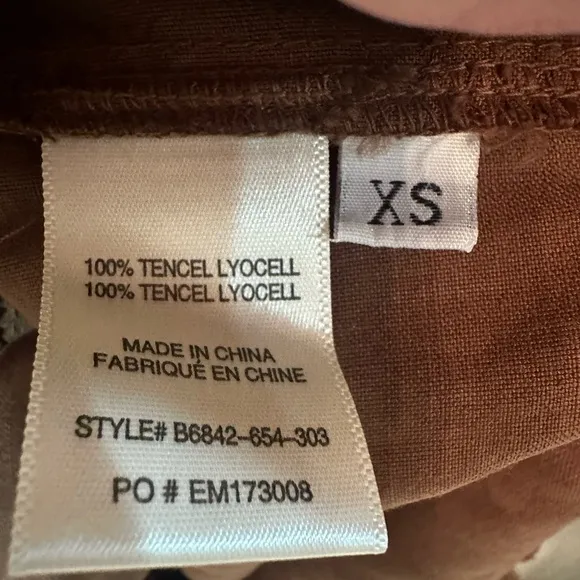 XS
100% TENCEL LYOCELL
100% TENCEL LYOCELL
MADE IN CHINA
FABRIQUÉ EN CHINE
STYLE# B6842-654-303
PO # EM173008